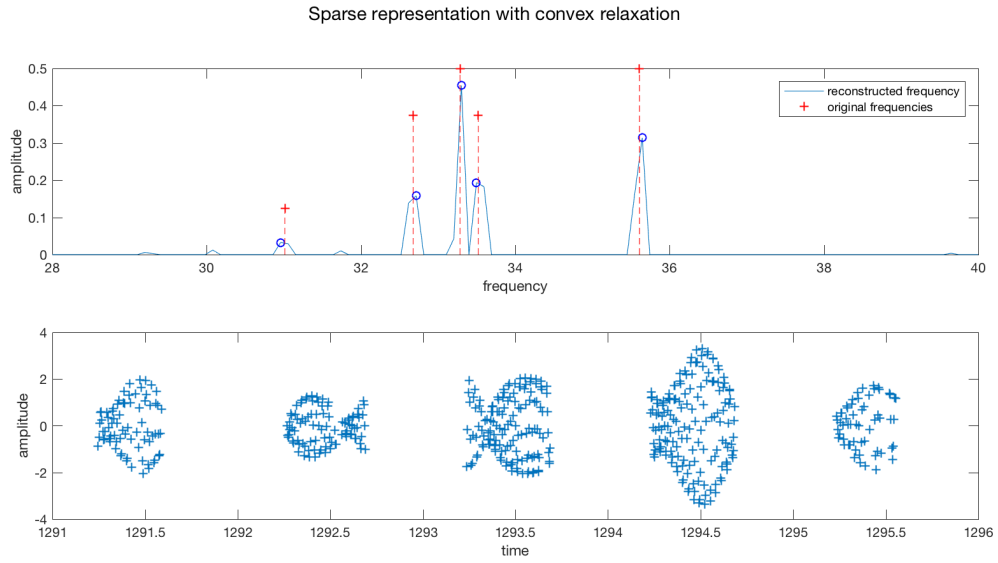 Sparse representation with convex relaxation
0.5
0.4
0.3
0.2
0.1
0
amplitude
reconstructed frequency
original frequencies
28 30 32 34 36 38 40
frequency
4
2
0
-2
-4
amplitude
1291 1291.5 1292 1292.5 1293 1293.5 1294 1294.5 1295 1295.5 1296
time